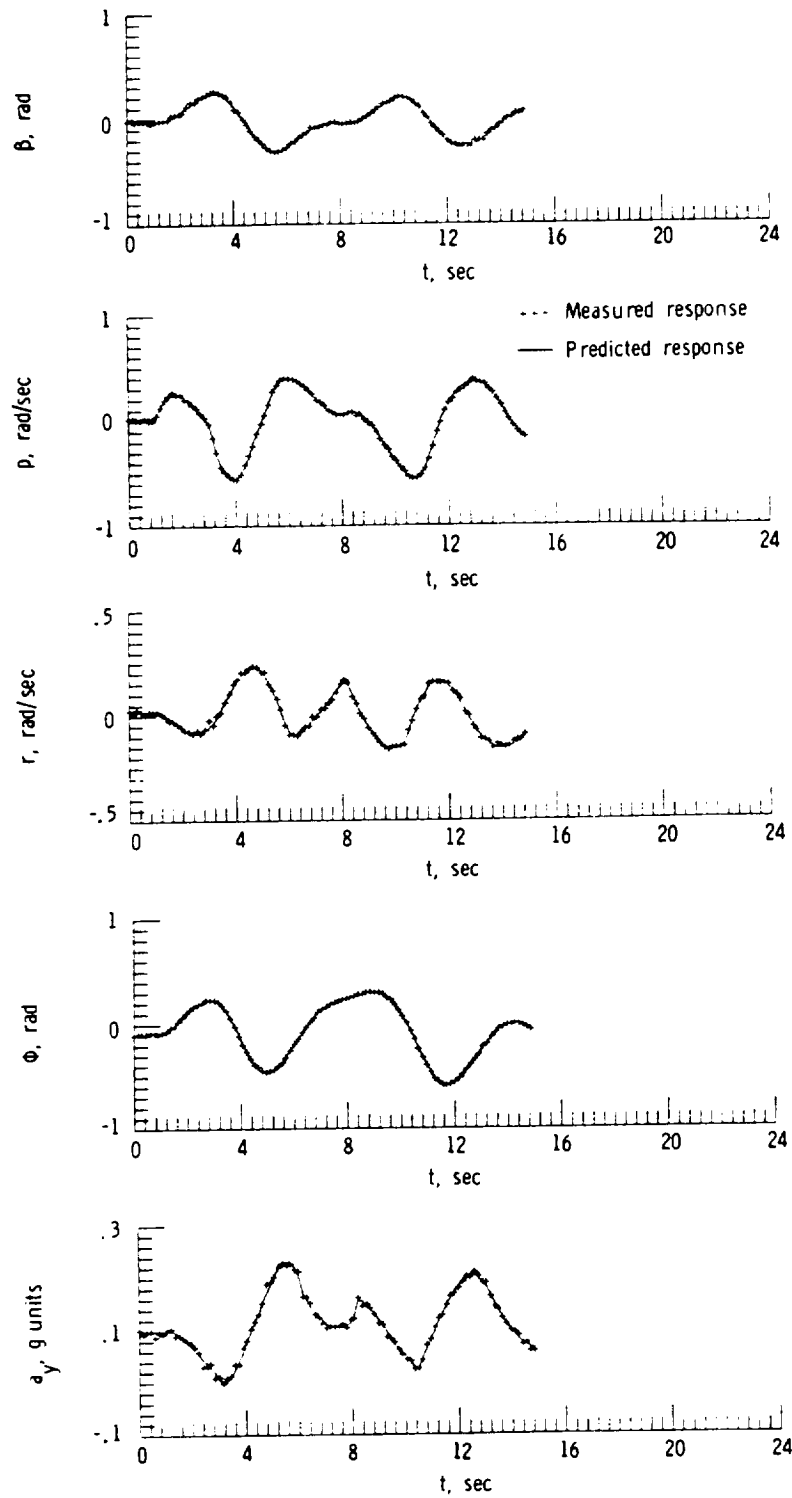 1
β, rad
0
-1
0 4 8 12 16 20 24
t, sec
+++ Measured response
— Predicted response
1
p, rad/sec
0
-1
0 4 8 12 16 20 24
t, sec
.5
r, rad/sec
0
-.5
0 4 8 12 16 20 24
t, sec
1
Φ, rad
0
-1
0 4 8 12 16 20 24
t, sec
.3
a_y, g units
.1
-.1
0 4 8 12 16 20 24
t, sec